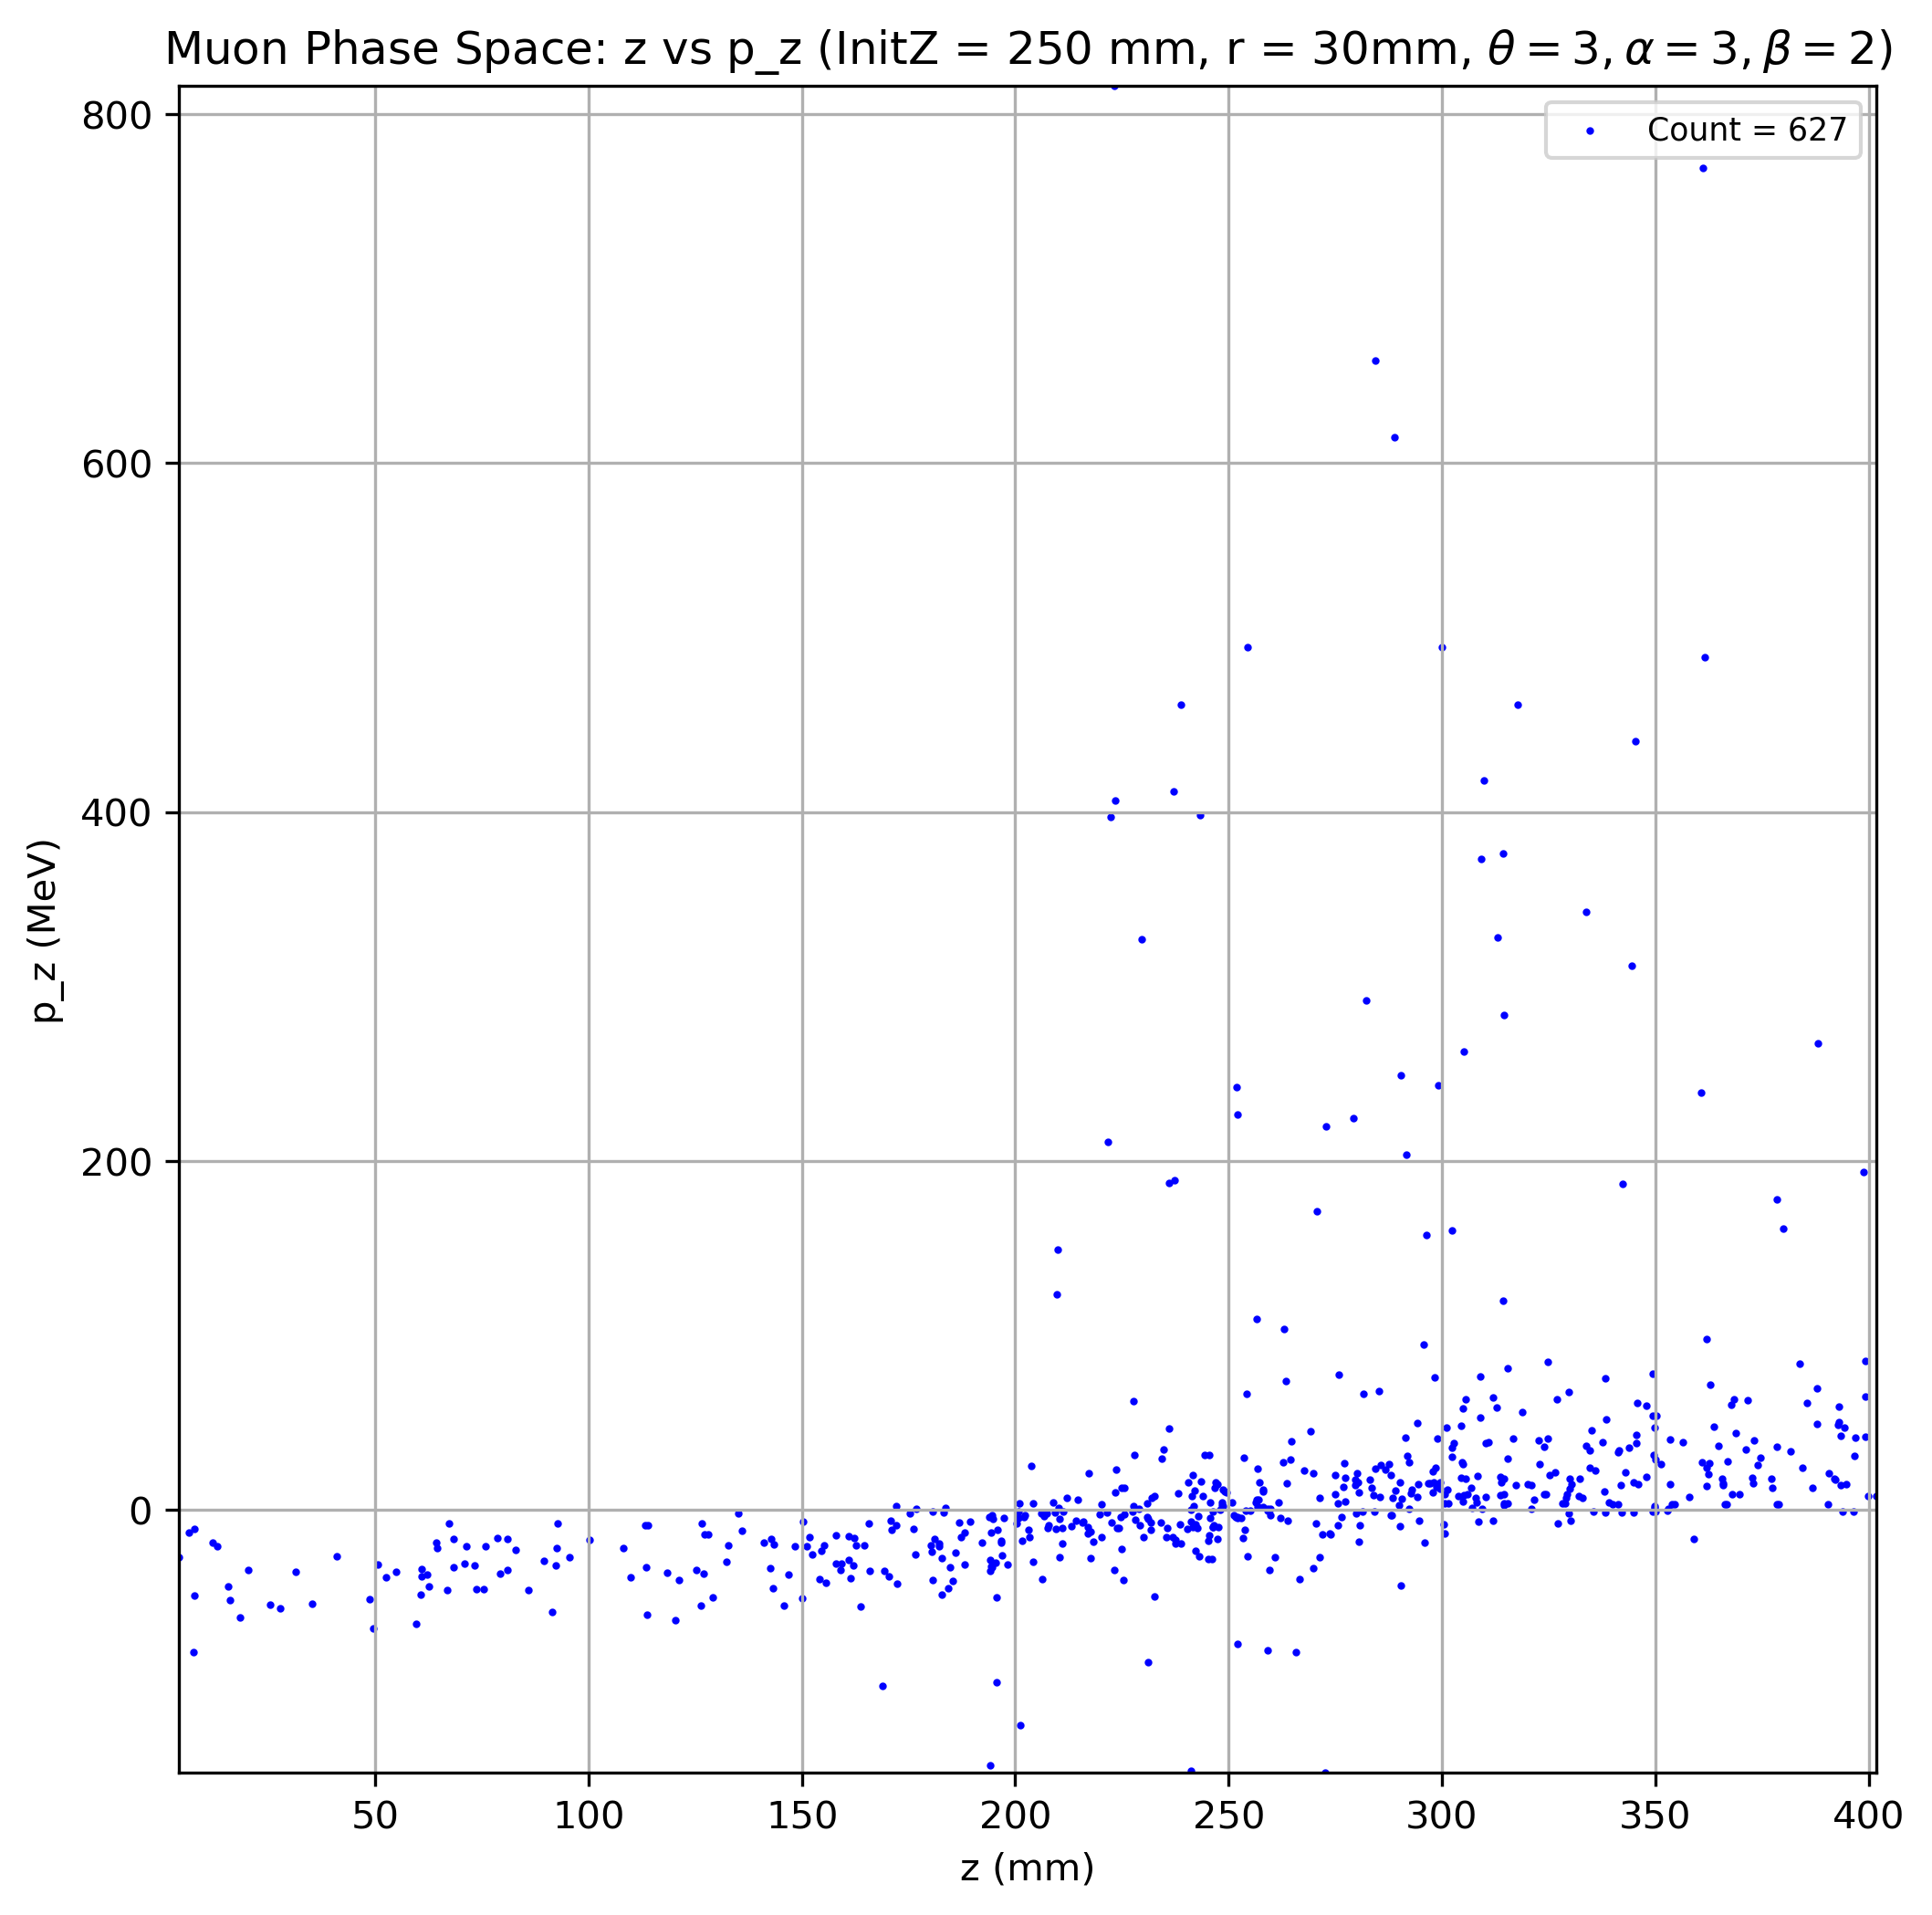 Muon Phase Space: z vs p_z (InitZ = 250 mm, r = 30mm, θ = 3, α = 3, β = 2)
Count = 627
800
600
400
200
0
p_z (MeV)
50 100 150 200 250 300 350 400
z (mm)